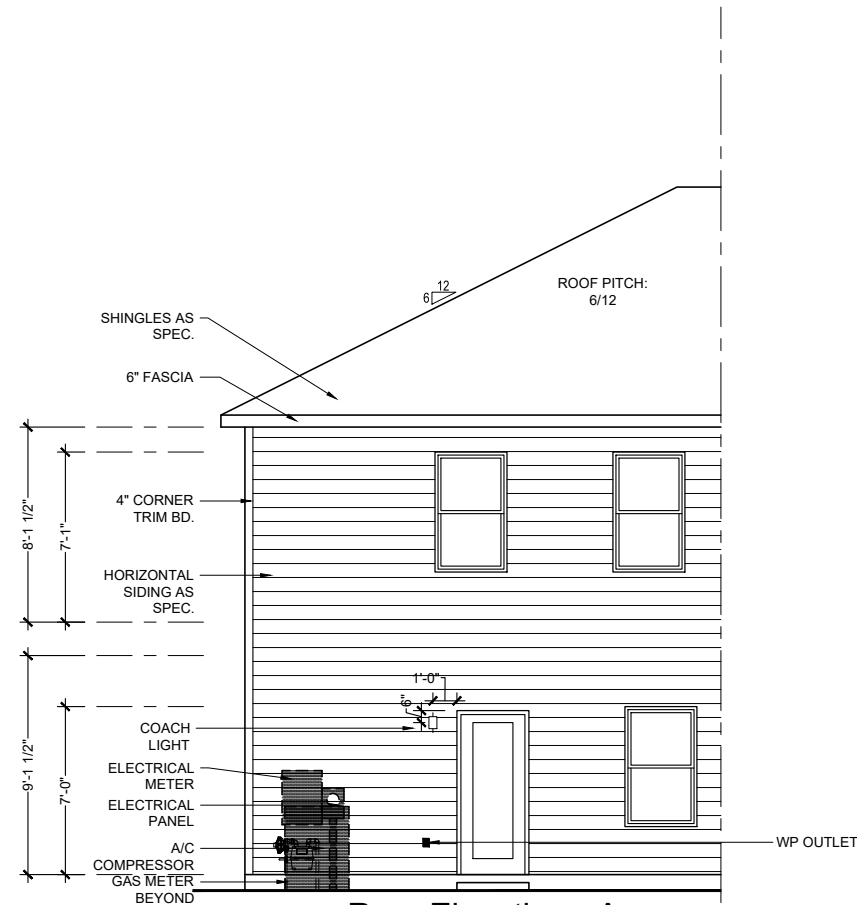 12
6
ROOF PITCH:
6/12
SHINGLES AS
SPEC.
6" FASCIA
4" CORNER
TRIM BD.
8'-1 1/2"
7'-1"
HORIZONTAL
SIDING AS
SPEC.
1'-0"
6"
COACH
LIGHT
9'-1 1/2"
7'-0"
ELECTRICAL
METER
ELECTRICAL
PANEL
A/C
COMPRESSOR
GAS METER
BEYOND
WP OUTLET
Rear Elevation - A